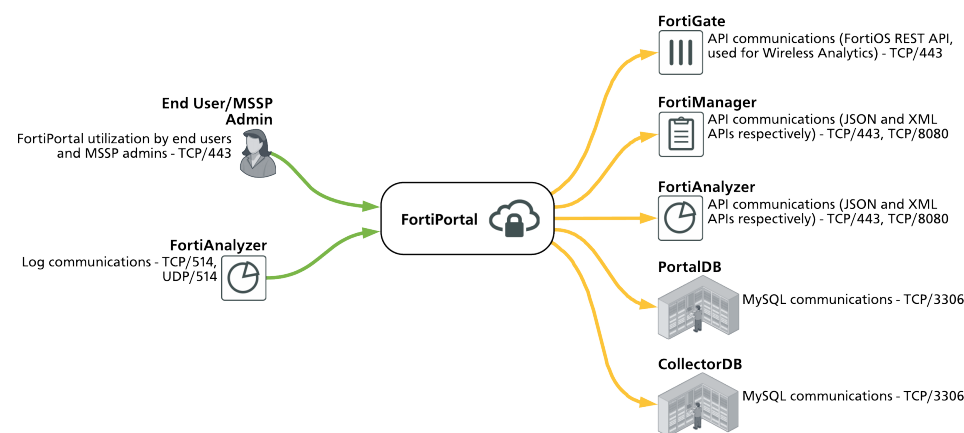 End User/MSSP
Admin
FortiPortal utilization by end users
and MSSP admins - TCP/443
FortiAnalyzer
Log communications - TCP/514,
UDP/514
FortiPortal
FortiGate
API communications (FortiOS REST API,
used for Wireless Analytics) - TCP/443
FortiManager
API communications (JSON and XML
APIs respectively) - TCP/443, TCP/8080
FortiAnalyzer
API communications (JSON and XML
APIs respectively) - TCP/443, TCP/8080
PortalDB
MySQL communications - TCP/3306
CollectorDB
MySQL communications - TCP/3306